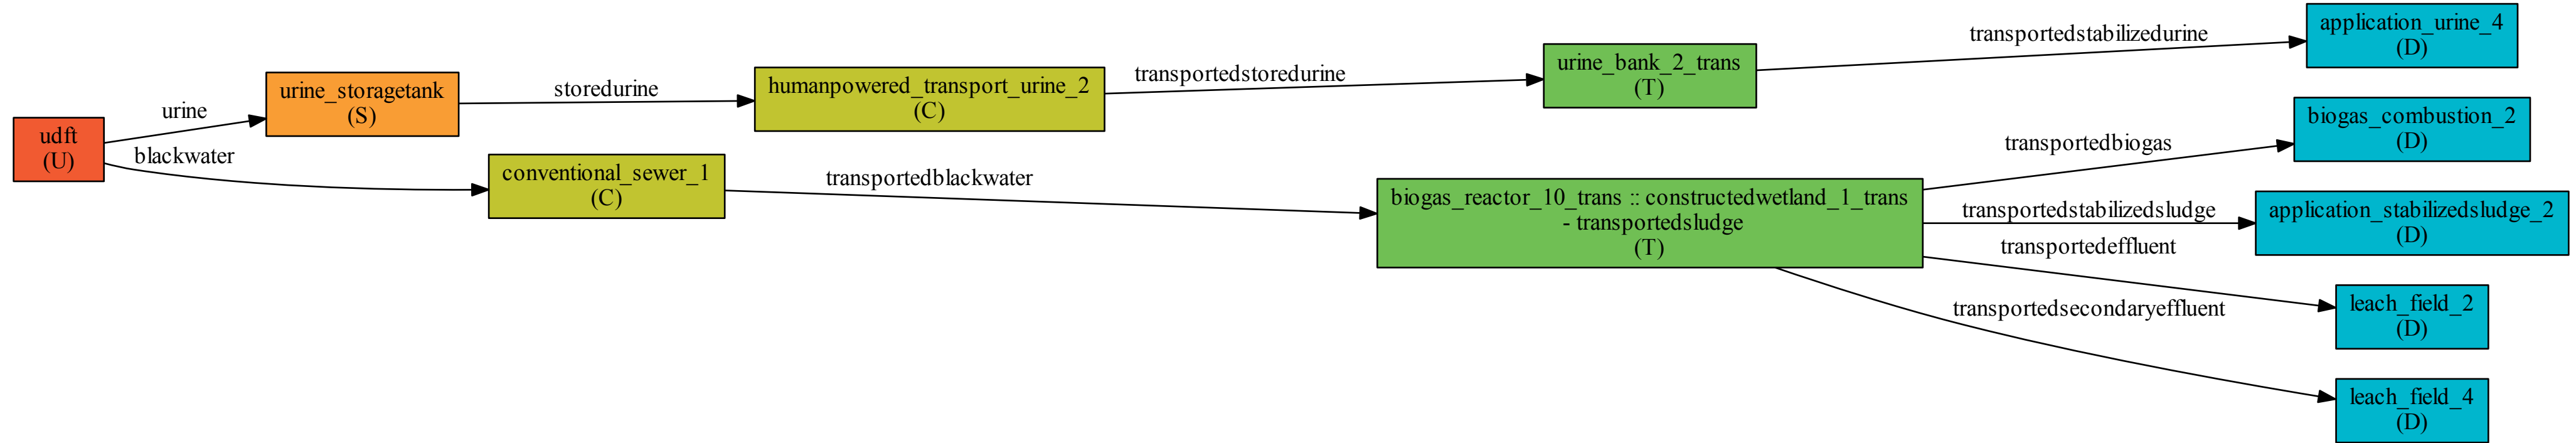 udft
(U)
urine
blackwater
urine_storagetank
(S)
storedurine
conventional_sewer_1
(C)
humanpowered_transport_urine_2
(C)
transportedblackwater
transportedstoredurine
urine_bank_2_trans
(T)
biogas_reactor_10_trans :: constructedwetland_1_trans
- transportedsludge
(T)
transportedstabilizedurine
transportedbiogas
transportedstabilizedsludge
transportedeffluent
transportedsecondaryeffluent
application_urine_4
(D)
biogas_combustion_2
(D)
application_stabilizedsludge_2
(D)
leach_field_2
(D)
leach_field_4
(D)